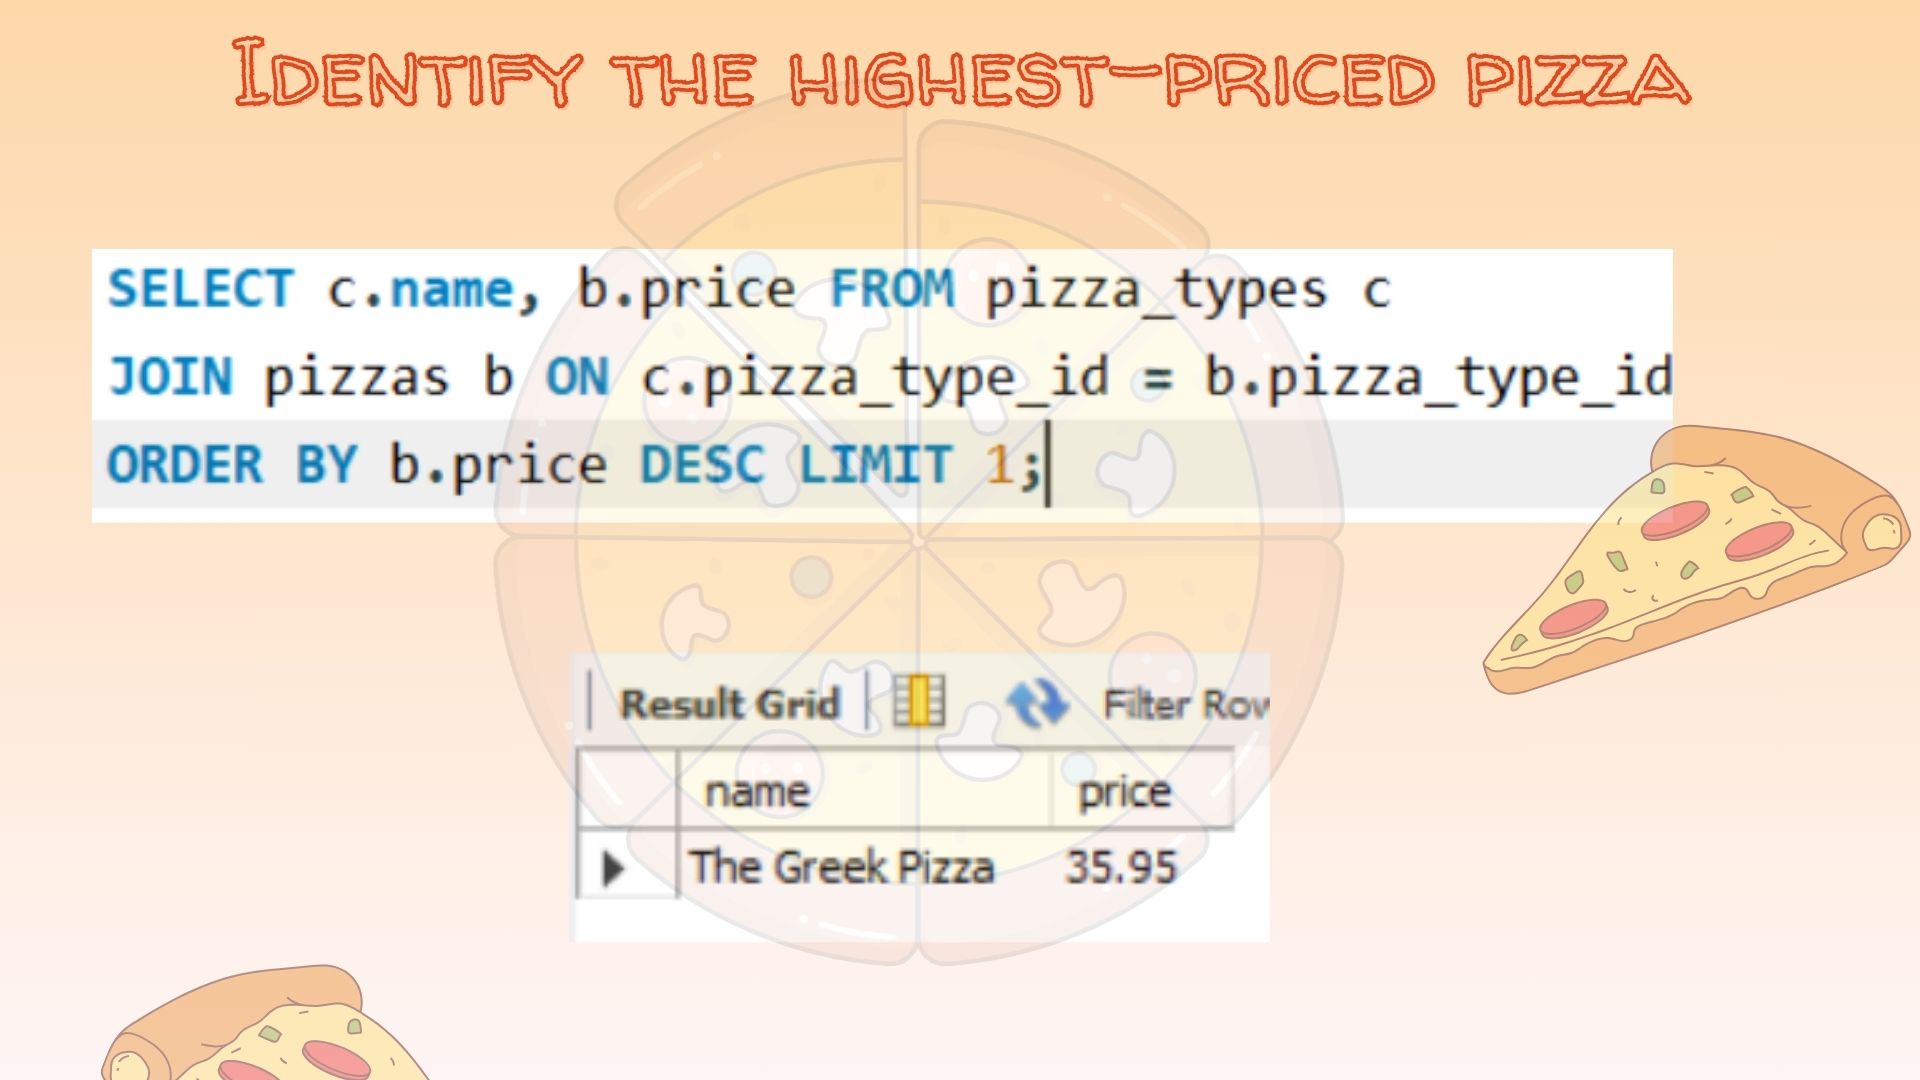 Identify the highest-priced pizza
SELECT c.name, b.price FROM pizza_types c
JOIN pizzas b ON c.pizza_type_id = b.pizza_type_id
ORDER BY b.price DESC LIMIT 1;
Result Grid Filter Row
name price
The Greek Pizza 35.95